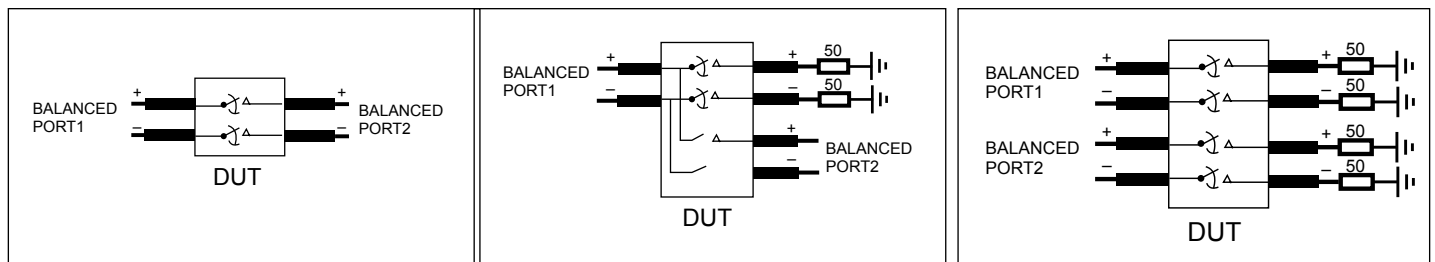 +
+
BALANCED
PORT1
BALANCED
PORT2
–
–
DUT
+
+
50
BALANCED
PORT1
–
–
50
+
BALANCED
PORT2
–
DUT
+
+
50
BALANCED
PORT1
–
–
50
+
+
50
BALANCED
PORT2
–
–
50
DUT